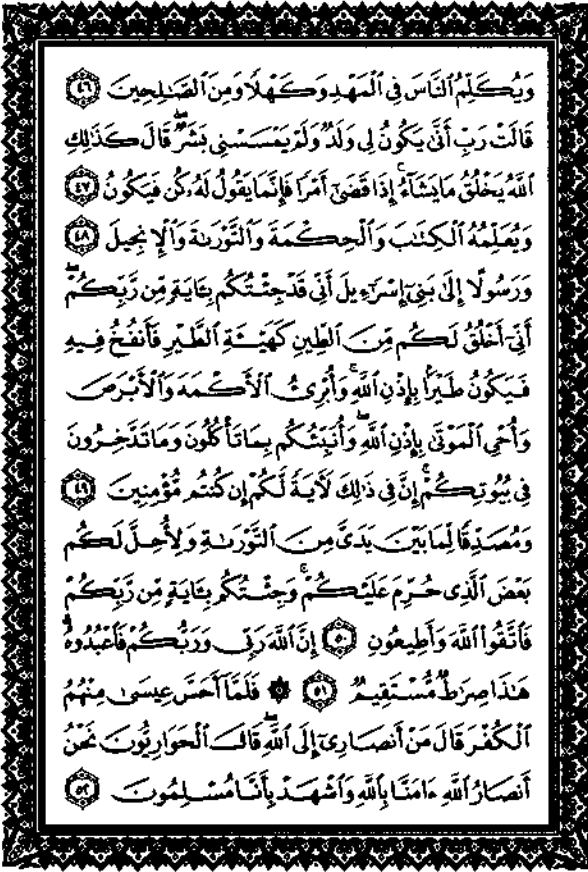 وَيُكَلِّمُ ٱلنَّاسَ فِي ٱلْمَهْدِ وَكَهْلًا وَمِنَ ٱلصَّٰلِحِينَ ٤٦
قَالَتْ رَبِّ أَنَّىٰ يَكُونُ لِي وَلَدٌ وَلَمْ يَمْسَسْنِي بَشَرٌۖ قَالَ كَذَٰلِكِ
ٱللَّهُ يَخْلُقُ مَا يَشَآءُۚ إِذَا قَضَىٰٓ أَمْرًا فَإِنَّمَا يَقُولُ لَهُۥ كُن فَيَكُونُ ٤٧
وَيُعَلِّمُهُ ٱلْكِتَٰبَ وَٱلْحِكْمَةَ وَٱلتَّوْرَىٰةَ وَٱلْإِنجِيلَ ٤٨
وَرَسُولًا إِلَىٰ بَنِيٓ إِسْرَٰٓءِيلَ أَنِّي قَدْ جِئْتُكُم بِـَٔايَةٍ مِّن رَّبِّكُمْۖ
أَنِّيٓ أَخْلُقُ لَكُم مِّنَ ٱلطِّينِ كَهَيْـَٔةِ ٱلطَّيْرِ فَأَنفُخُ فِيهِ
فَيَكُونُ طَيْرًۢا بِإِذْنِ ٱللَّهِۖ وَأُبْرِئُ ٱلْأَكْمَهَ وَٱلْأَبْرَصَ
وَأُحْيِ ٱلْمَوْتَىٰ بِإِذْنِ ٱللَّهِۖ وَأُنَبِّئُكُم بِمَا تَأْكُلُونَ وَمَا تَدَّخِرُونَ
فِي بُيُوتِكُمْۚ إِنَّ فِي ذَٰلِكَ لَأٓيَةً لَّكُمْ إِن كُنتُم مُّؤْمِنِينَ ٤٩
وَمُصَدِّقًا لِّمَا بَيْنَ يَدَيَّ مِنَ ٱلتَّوْرَىٰةِ وَلِأُحِلَّ لَكُم
بَعْضَ ٱلَّذِي حُرِّمَ عَلَيْكُمْۚ وَجِئْتُكُم بِـَٔايَةٍ مِّن رَّبِّكُمْ
فَٱتَّقُوا۟ ٱللَّهَ وَأَطِيعُونِ ٥٠ إِنَّ ٱللَّهَ رَبِّي وَرَبُّكُمْ فَٱعْبُدُوهُۗ
هَٰذَا صِرَٰطٌ مُّسْتَقِيمٌ ٥١ ۞ فَلَمَّآ أَحَسَّ عِيسَىٰ مِنْهُمُ
ٱلْكُفْرَ قَالَ مَنْ أَنصَارِيٓ إِلَى ٱللَّهِۖ قَالَ ٱلْحَوَارِيُّونَ نَحْنُ
أَنصَارُ ٱللَّهِ ءَامَنَّا بِٱللَّهِ وَٱشْهَدْ بِأَنَّا مُسْلِمُونَ ٥٢